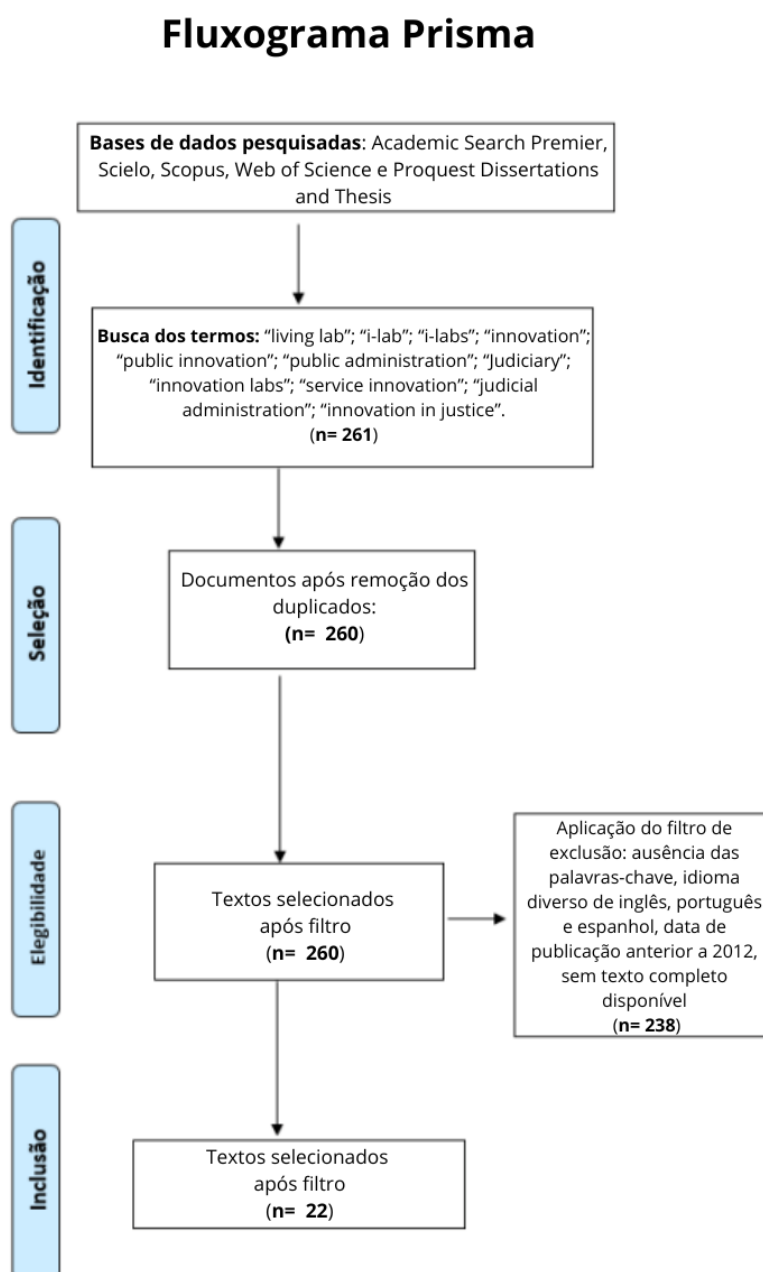 Fluxograma Prisma
Bases de dados pesquisadas: Academic Search Premier,
Scielo, Scopus, Web of Science e Proquest Dissertations
and Thesis
Identificação
Busca dos termos: “living lab”; “i-lab”; “i-labs”; “innovation”;
“public innovation”; “public administration”; “Judiciary”;
“innovation labs”; “service innovation”; “judicial
administration”; “innovation in justice”.
(n= 261)
Seleção
Documentos após remoção dos
duplicados:
(n= 260)
Elegibilidade
Textos selecionados
após filtro
(n= 260)
Aplicação do filtro de
exclusão: ausência das
palavras-chave, idioma
diverso de inglês, português
e espanhol, data de
publicação anterior a 2012,
sem texto completo
disponível
(n= 238)
Inclusão
Textos selecionados
após filtro
(n= 22)